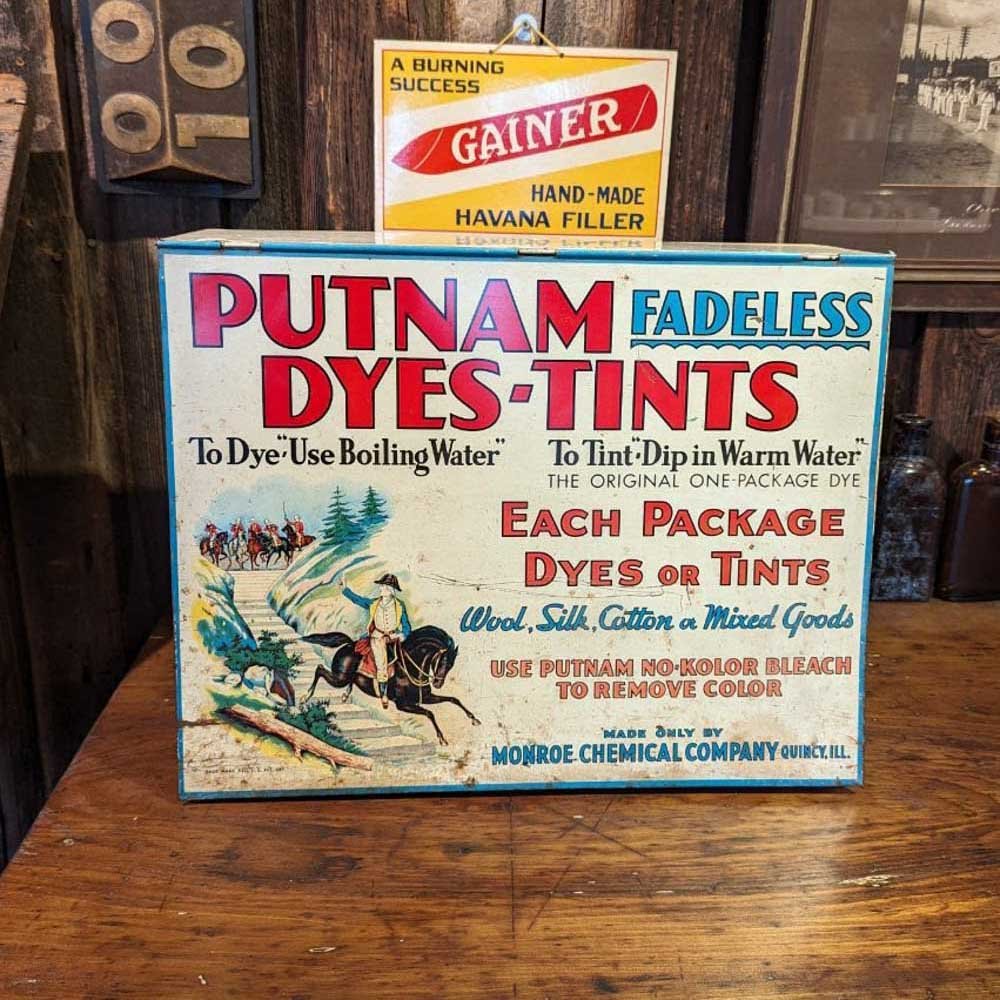 A BURNING
SUCCESS
GAINER
HAND-MADE
HAVANA FILLER
PUTNAM FADELESS
DYES·TINTS
To Dye·"Use Boiling Water" To Tint·"Dip in Warm Water"
THE ORIGINAL ONE-PACKAGE DYE
EACH PACKAGE
DYES OR TINTS
Wool, Silk, Cotton or Mixed Goods
USE PUTNAM NO-KOLOR BLEACH
TO REMOVE COLOR
MADE ONLY BY
MONROE CHEMICAL COMPANY QUINCY, ILL.